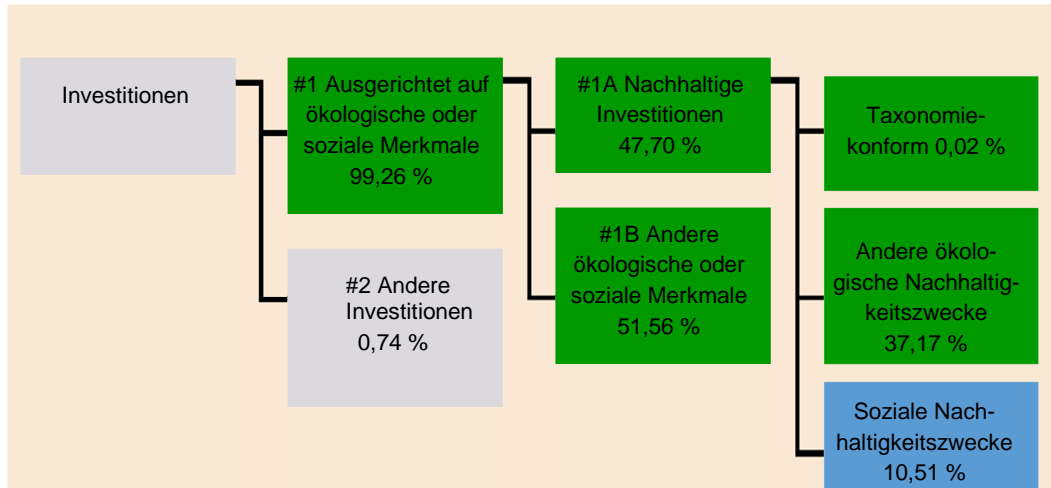 Investitionen
#1 Ausgerichtet auf
ökologische oder
soziale Merkmale
99,26 %
#2 Andere
Investitionen
0,74 %
#1A Nachhaltige
Investitionen
47,70 %
#1B Andere
ökologische oder
soziale Merkmale
51,56 %
Taxonomie-
konform 0,02 %
Andere ökolo-
gische Nachhaltig-
keitszwecke
37,17 %
Soziale Nach-
haltigkeitszwecke
10,51 %